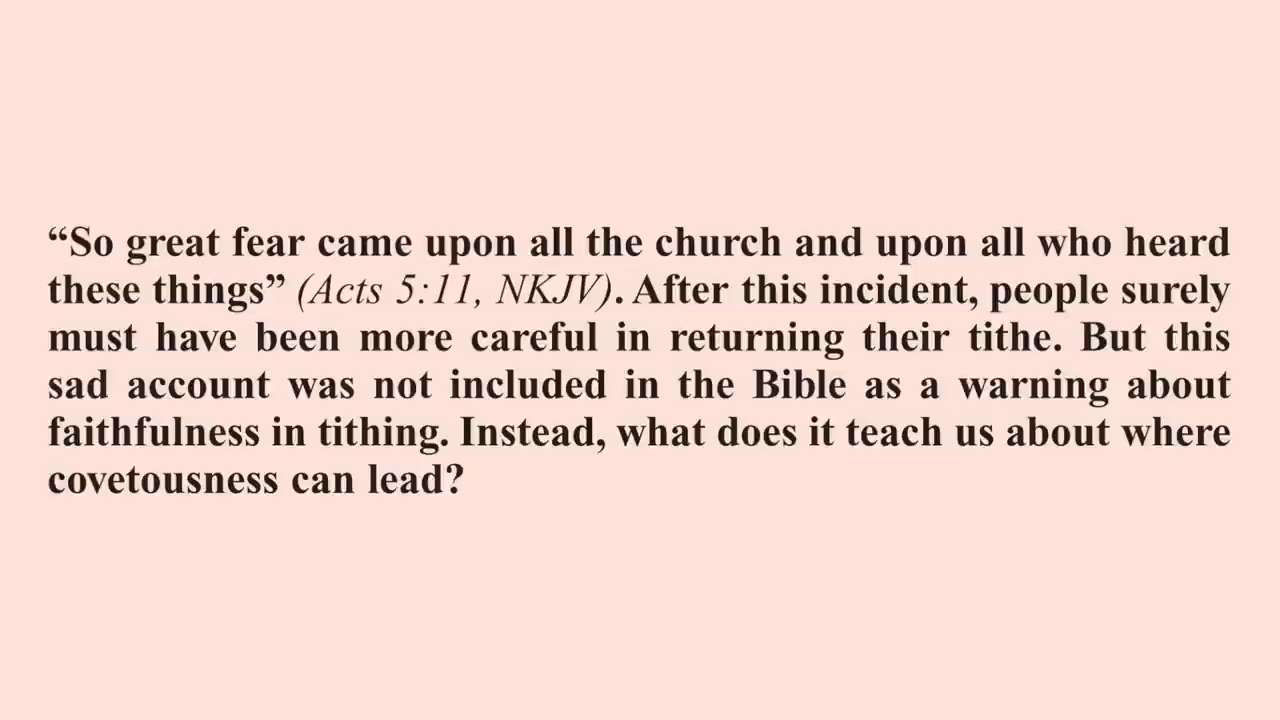 “So great fear came upon all the church and upon all who heard
these things” (Acts 5:11, NKJV). After this incident, people surely
must have been more careful in returning their tithe. But this
sad account was not included in the Bible as a warning about
faithfulness in tithing. Instead, what does it teach us about where
covetousness can lead?